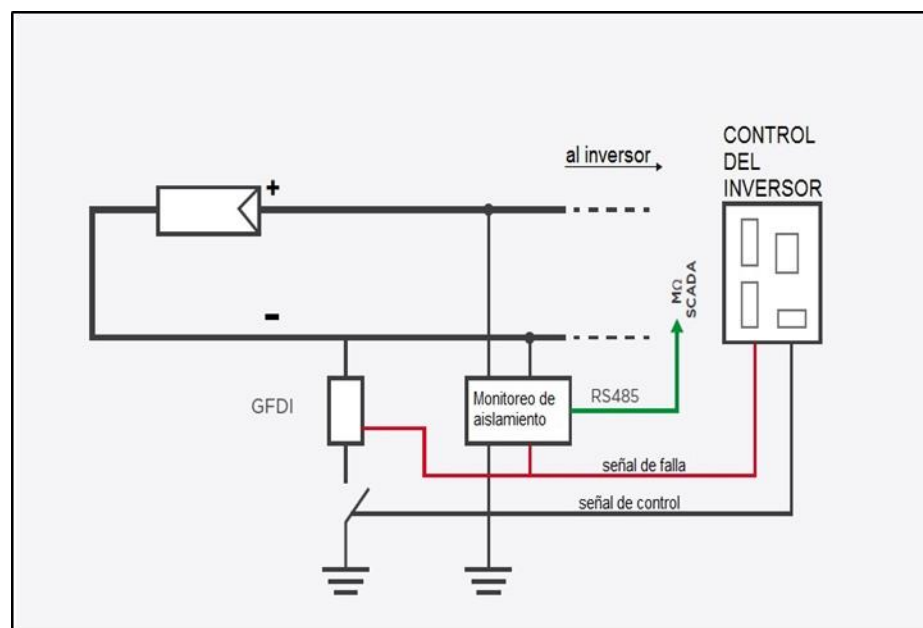 CONTROL
DEL
INVERSOR
al inversor
+
-
MΩ
SCADA
GFDI
Monitoreo de
aislamiento
RS485
señal de falla
señal de control